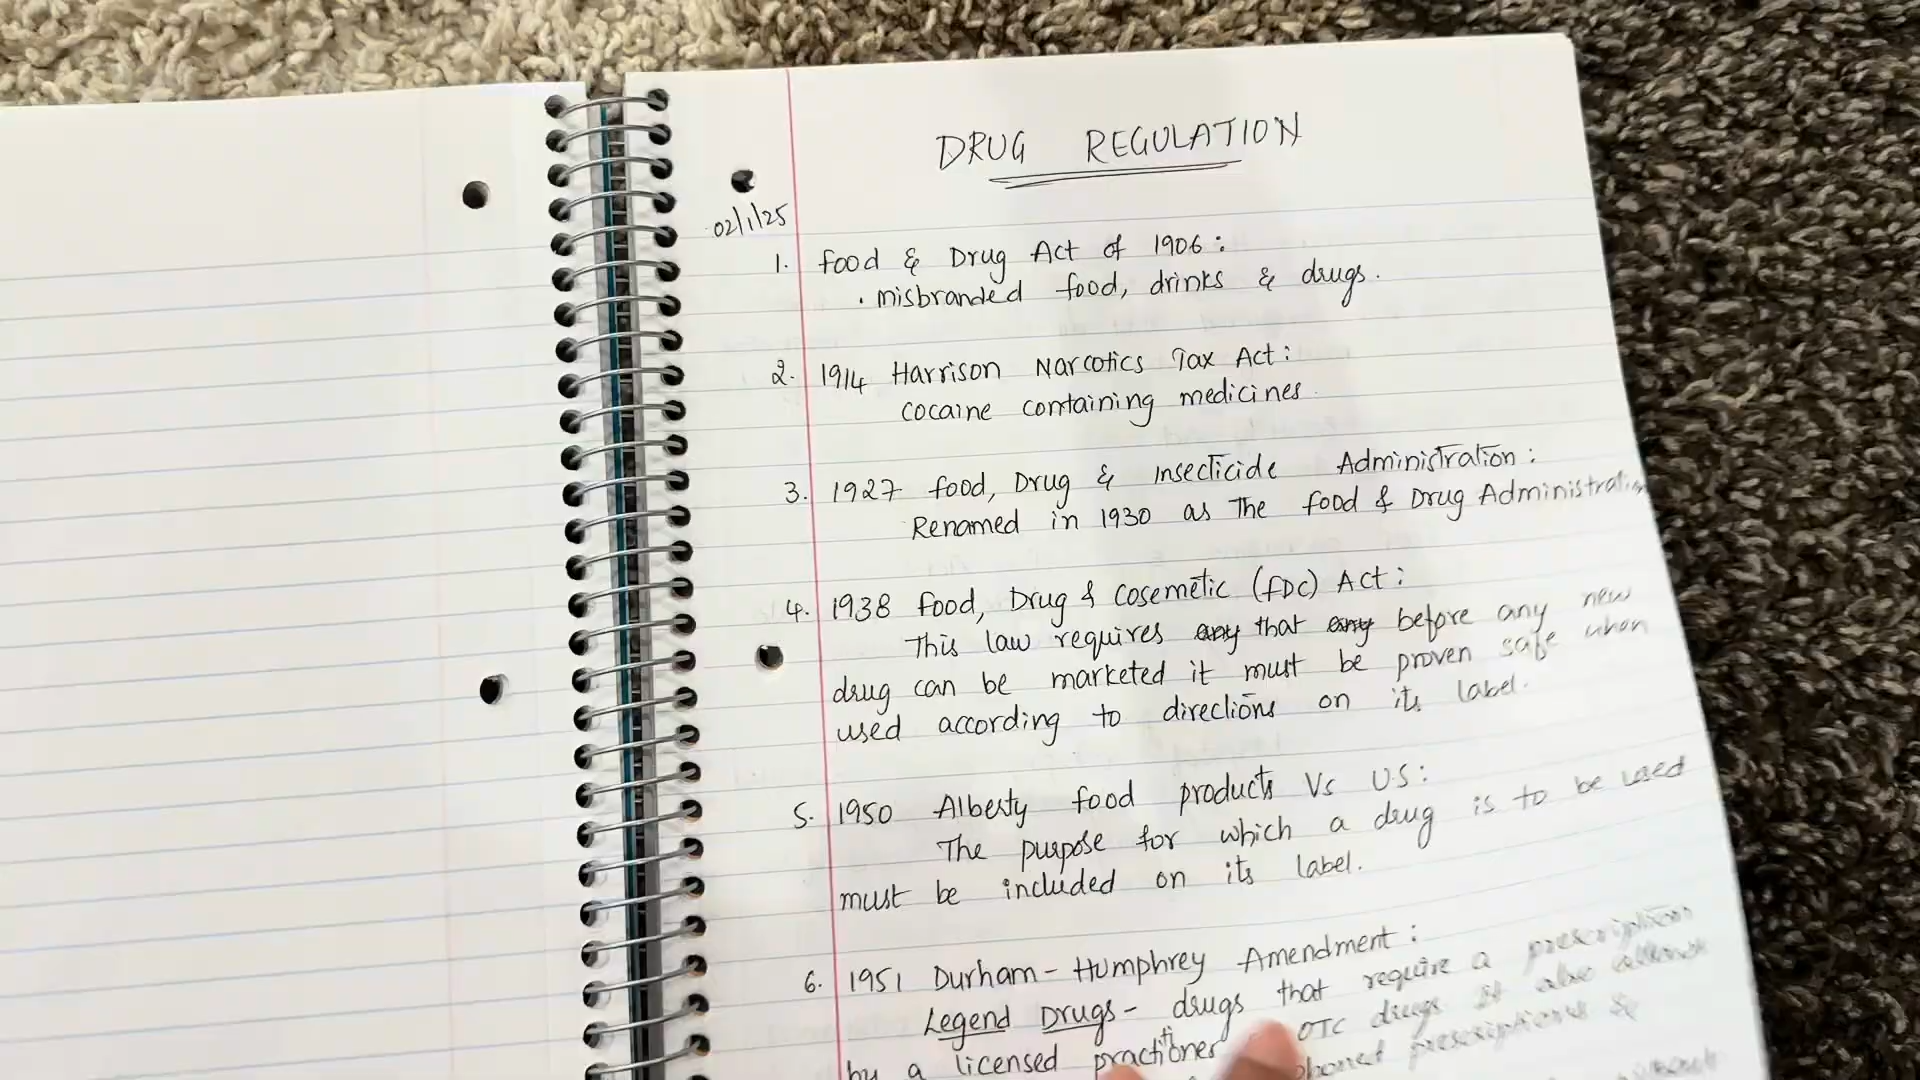 DRUG REGULATION
02/1/25
1. Food & Drug Act of 1906:
. misbranded food, drinks & drugs.
2. 1914 Harrison Narcotics Tax Act:
cocaine containing medicines.
3. 1927 Food, Drug & Insecticide Administration:
Renamed in 1930 as The Food & Drug Administration
4. 1938 Food, Drug & Cosemetic (FDC) Act:
This law requires any that any before any new
drug can be marketed it must be proven safe when
used according to directions on its label.
5. 1950 Alberty food products Vs U.S:
The purpose for which a drug is to be used
must be included on its label.
6. 1951 Durham-Humphrey Amendment:
Legend Drugs- drugs that require a prescription
by a licensed practitioner OTC drugs it also
prescriptions &